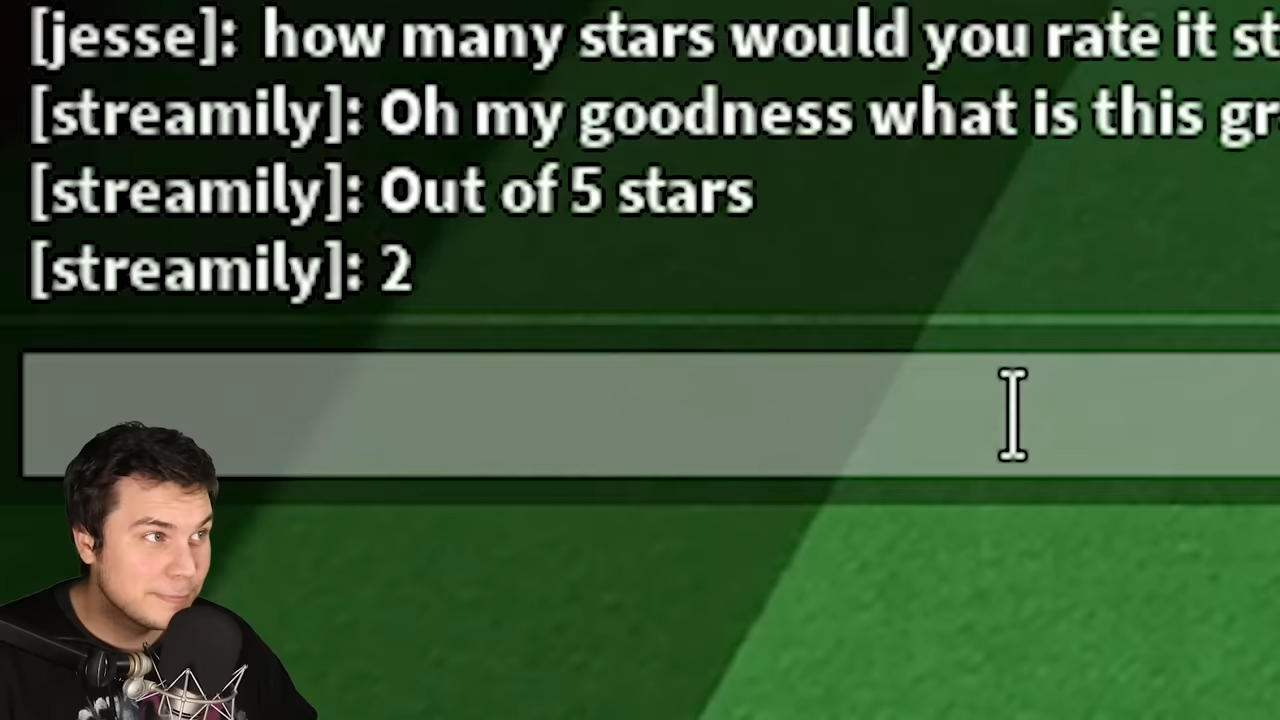 [jesse]: how many stars would you rate it
[streamily]: Oh my goodness what is this
[streamily]: Out of 5 stars
[streamily]: 2